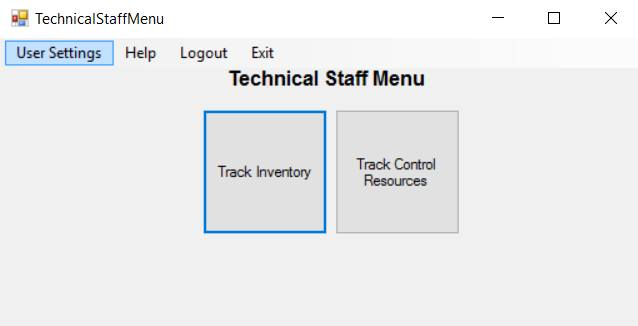 TechnicalStaffMenu
User Settings Help Logout Exit
Technical Staff Menu
Track Inventory
Track Control
Resources